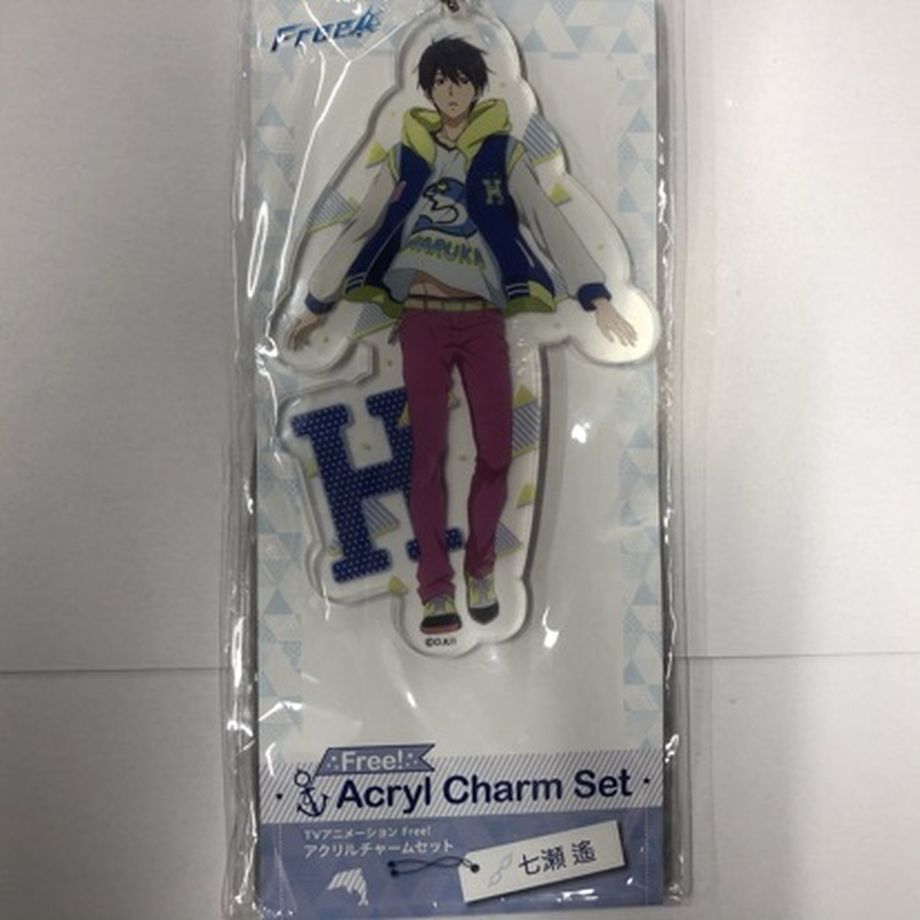 Free!
H
HARUKA
H.
©O.K/I
Free!
Acryl Charm Set
TVアニメーション Free!
アクリルチャームセット
七瀬 遙